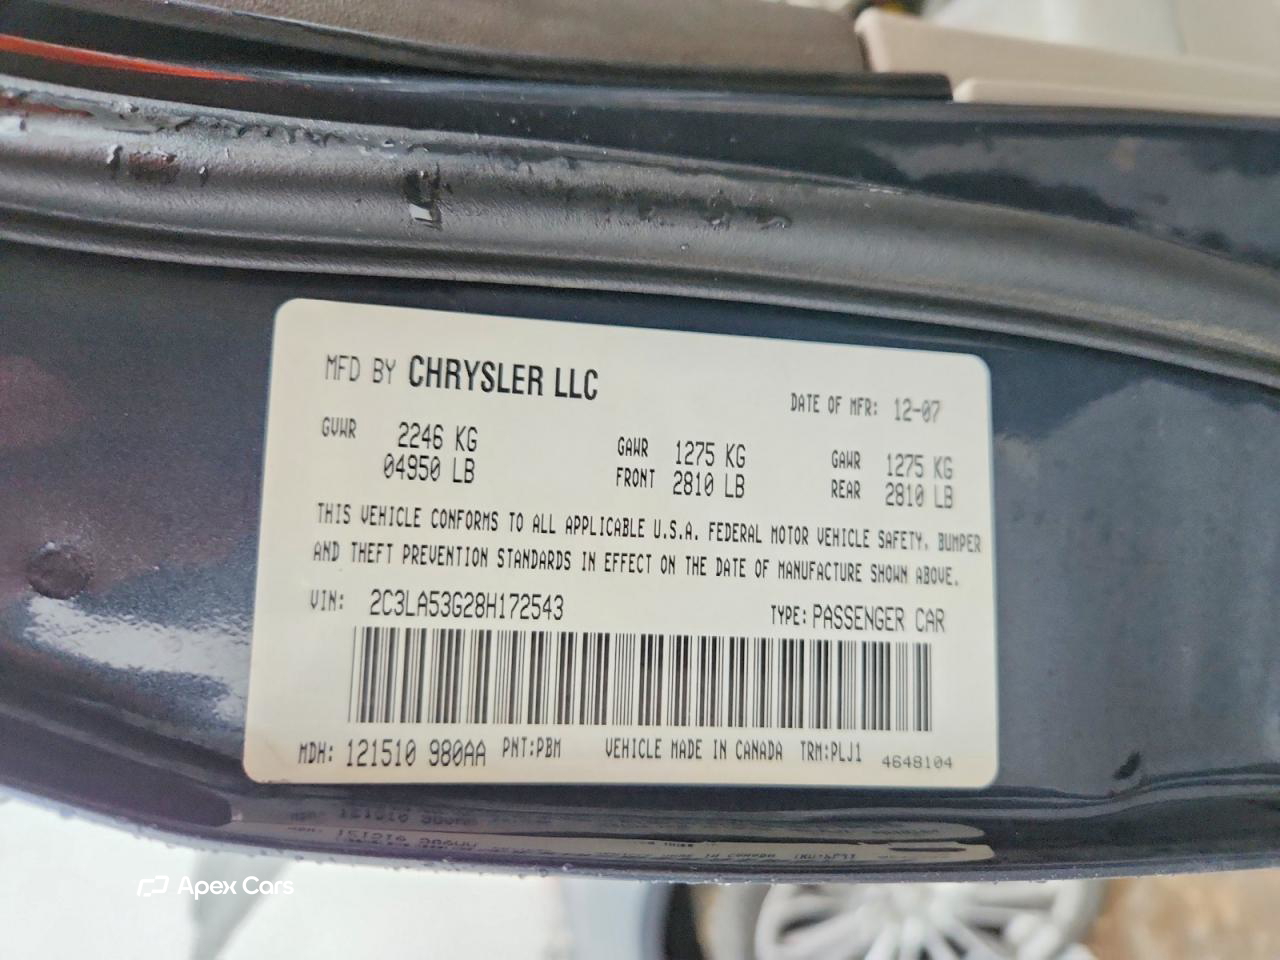 MFD BY CHRYSLER LLC
DATE OF MFR: 12-07
GVWR 2246 KG GAWR 1275 KG GAWR 1275 KG
04950 LB FRONT 2810 LB REAR 2810 LB
THIS VEHICLE CONFORMS TO ALL APPLICABLE U.S.A. FEDERAL MOTOR VEHICLE SAFETY, BUMPER
AND THEFT PREVENTION STANDARDS IN EFFECT ON THE DATE OF MANUFACTURE SHOWN ABOVE.
VIN: 2C3LA53G28H172543 TYPE: PASSENGER CAR
MDH: 121510 980AA PNT:PBM VEHICLE MADE IN CANADA TRM:PLJ1 4648104
Apex Cars